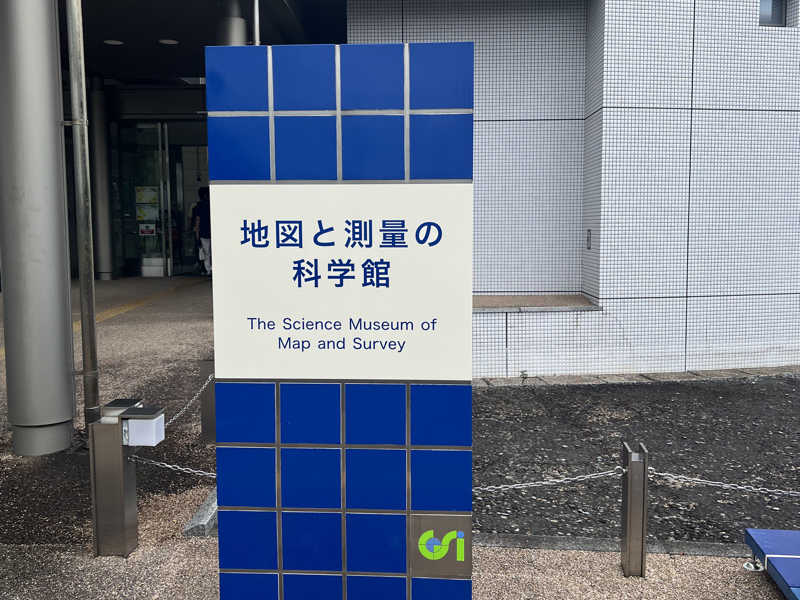 地図と測量の
科学館
The Science Museum of
Map and Survey
GSi